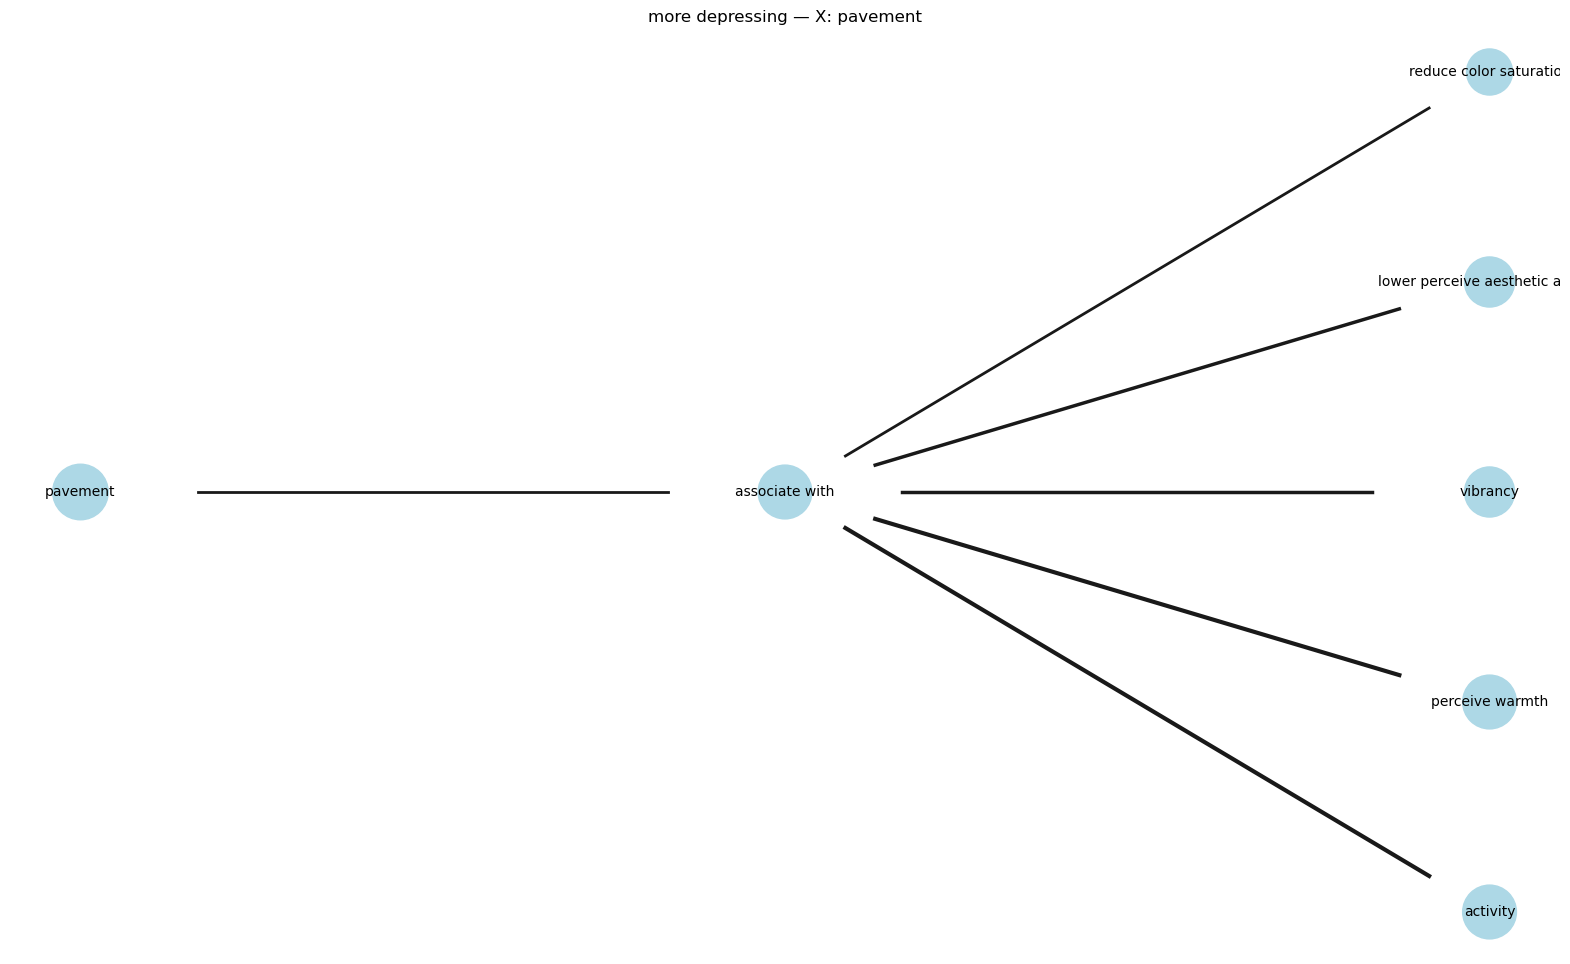 more depressing — X: pavement
reduce color saturatio
lower perceive aesthetic a
pavement
associate with
vibrancy
perceive warmth
activity